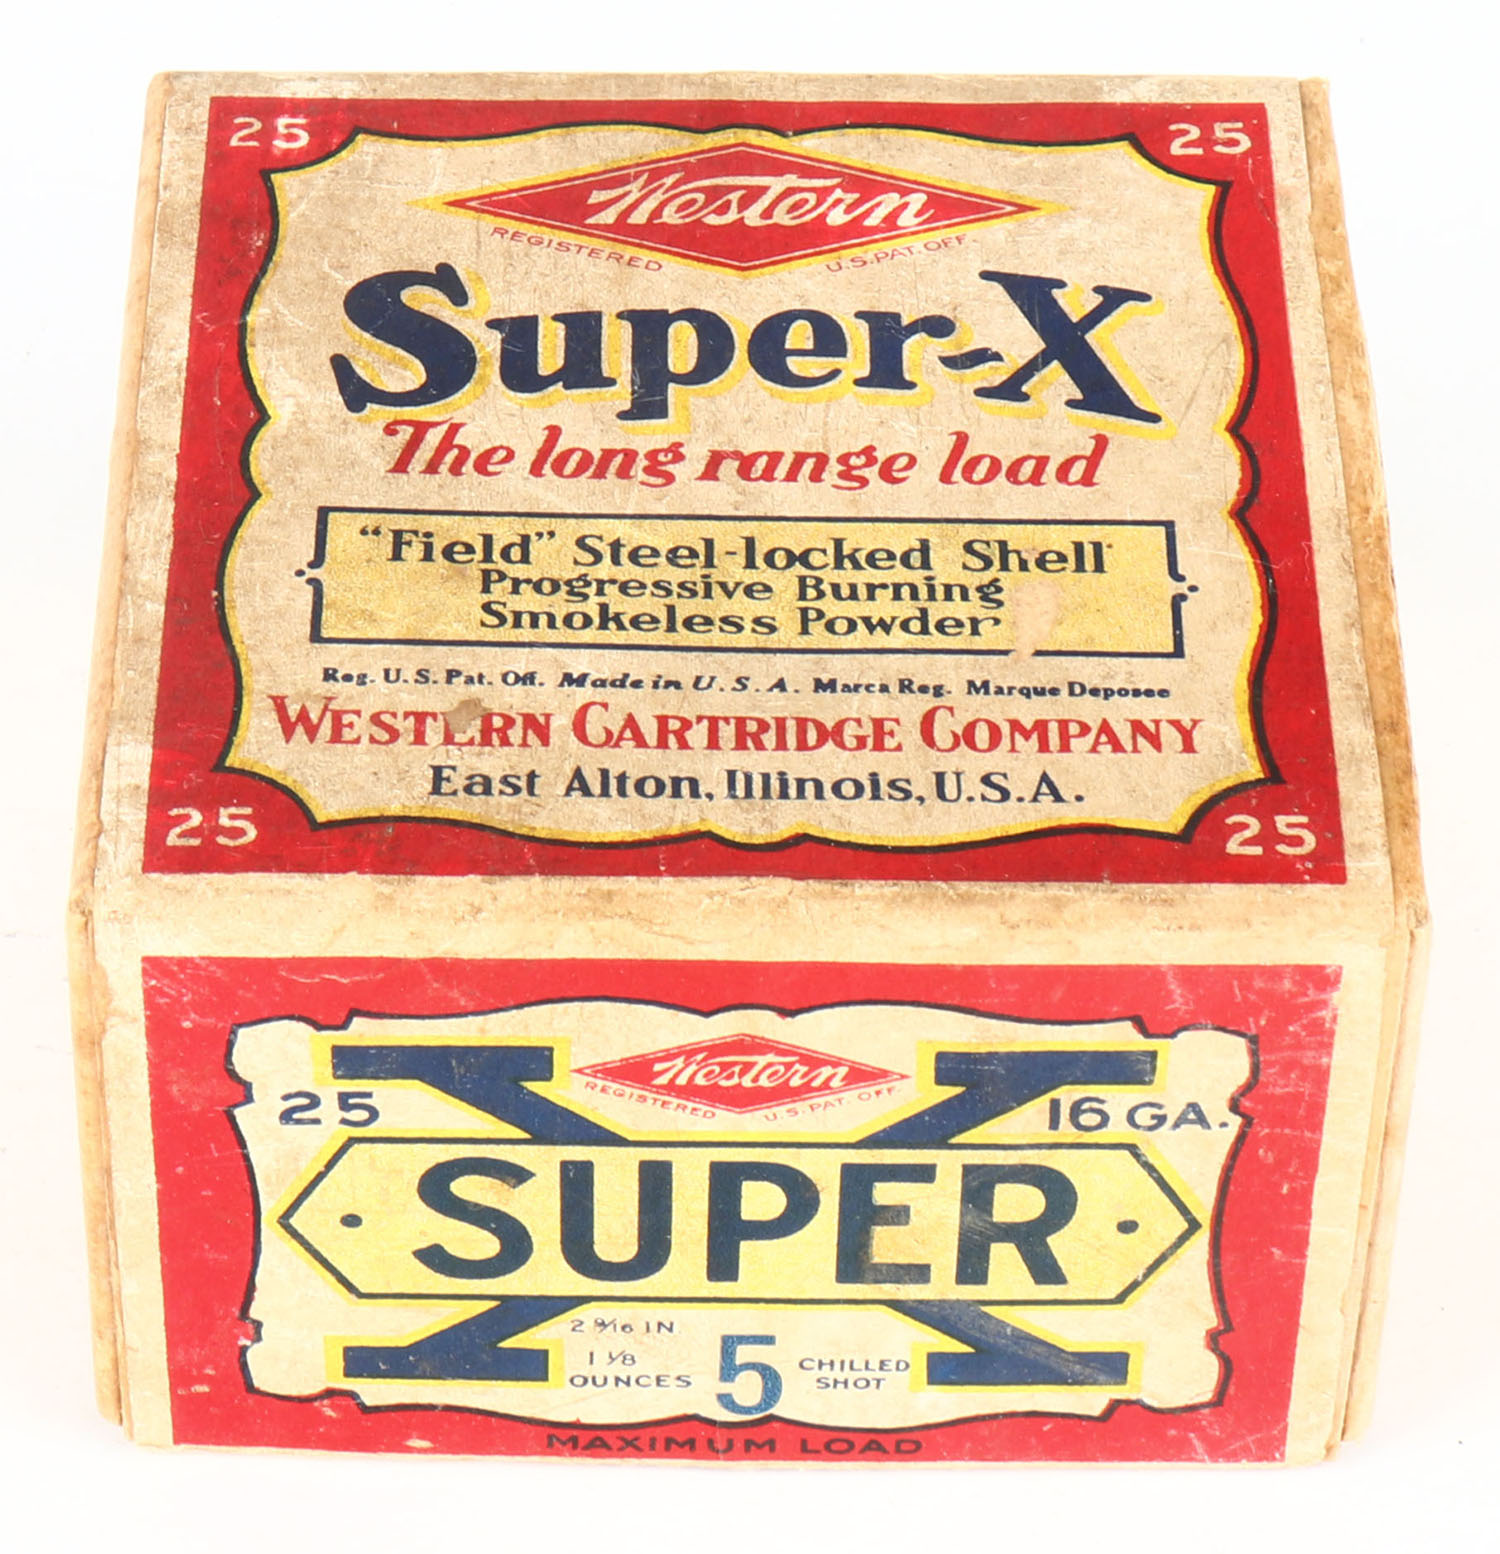 25
25
Western
REGISTERED U.S.PAT.OFF.
Super-X
The long range load
"Field" Steel-locked Shell
Progressive Burning
Smokeless Powder
Reg. U.S. Pat. Off. Made in U.S.A. Marca Reg. Marque Deposee
WESTERN CARTRIDGE COMPANY
East Alton, Illinois, U.S.A.
25
25
Western
REGISTERED U.S.PAT.OFF.
25
16 GA.
X
SUPER
2 9/16 IN.
1 1/8
OUNCES
5
CHILLED
SHOT
MAXIMUM LOAD